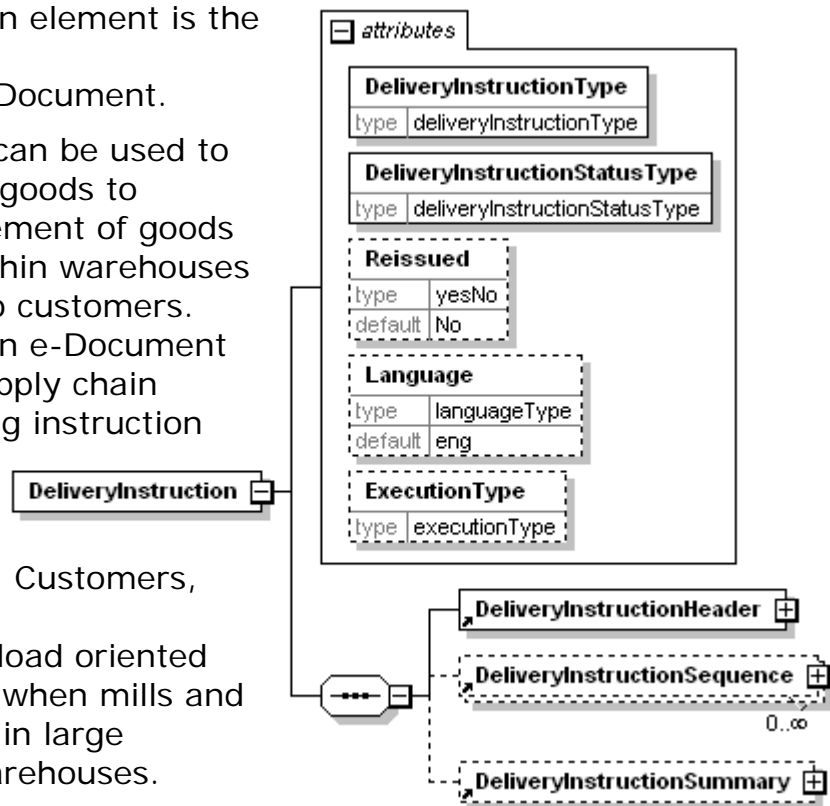 n element is the
Document.
can be used to
goods to
ement of goods
hin warehouses
o customers.
n e-Document
pply chain
g instruction
Customers,
load oriented
when mills and
in large
arehouses.
attributes
DeliveryInstructionType
type deliveryInstructionType
DeliveryInstructionStatusType
type deliveryInstructionStatusType
Reissued
type yesNo
default No
Language
type languageType
default eng
ExecutionType
type executionType
DeliveryInstruction
DeliveryInstructionHeader
DeliveryInstructionSequence
0..∞
DeliveryInstructionSummary